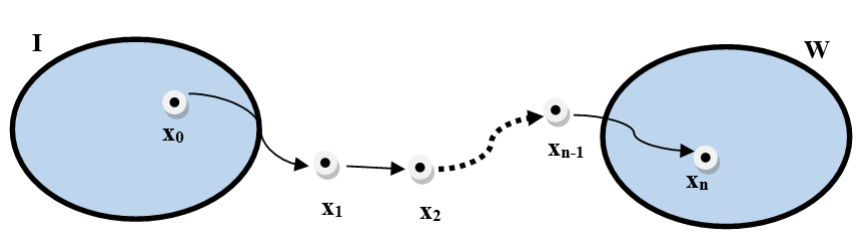 I
W
x₀
x₁
x₂
xₙ₋₁
xₙ